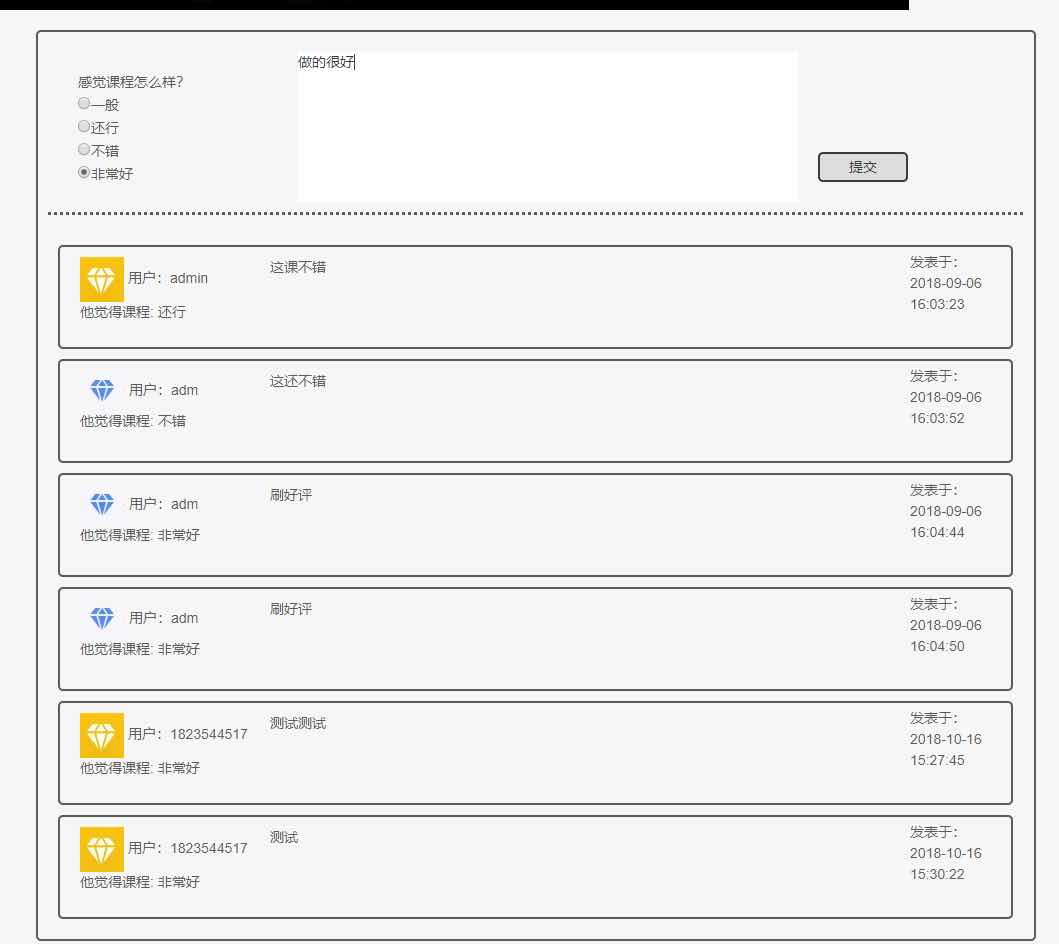 做的很好
感觉课程怎么样?
一般
还行
不错
非常好
提交
用户：admin
他觉得课程: 还行
这课不错
发表于：
2018-09-06
16:03:23
用户：adm
他觉得课程: 不错
这还不错
发表于：
2018-09-06
16:03:52
用户：adm
他觉得课程: 非常好
刷好评
发表于：
2018-09-06
16:04:44
用户：adm
他觉得课程: 非常好
刷好评
发表于：
2018-09-06
16:04:50
用户：1823544517
他觉得课程: 非常好
测试测试
发表于：
2018-10-16
15:27:45
用户：1823544517
他觉得课程: 非常好
测试
发表于：
2018-10-16
15:30:22